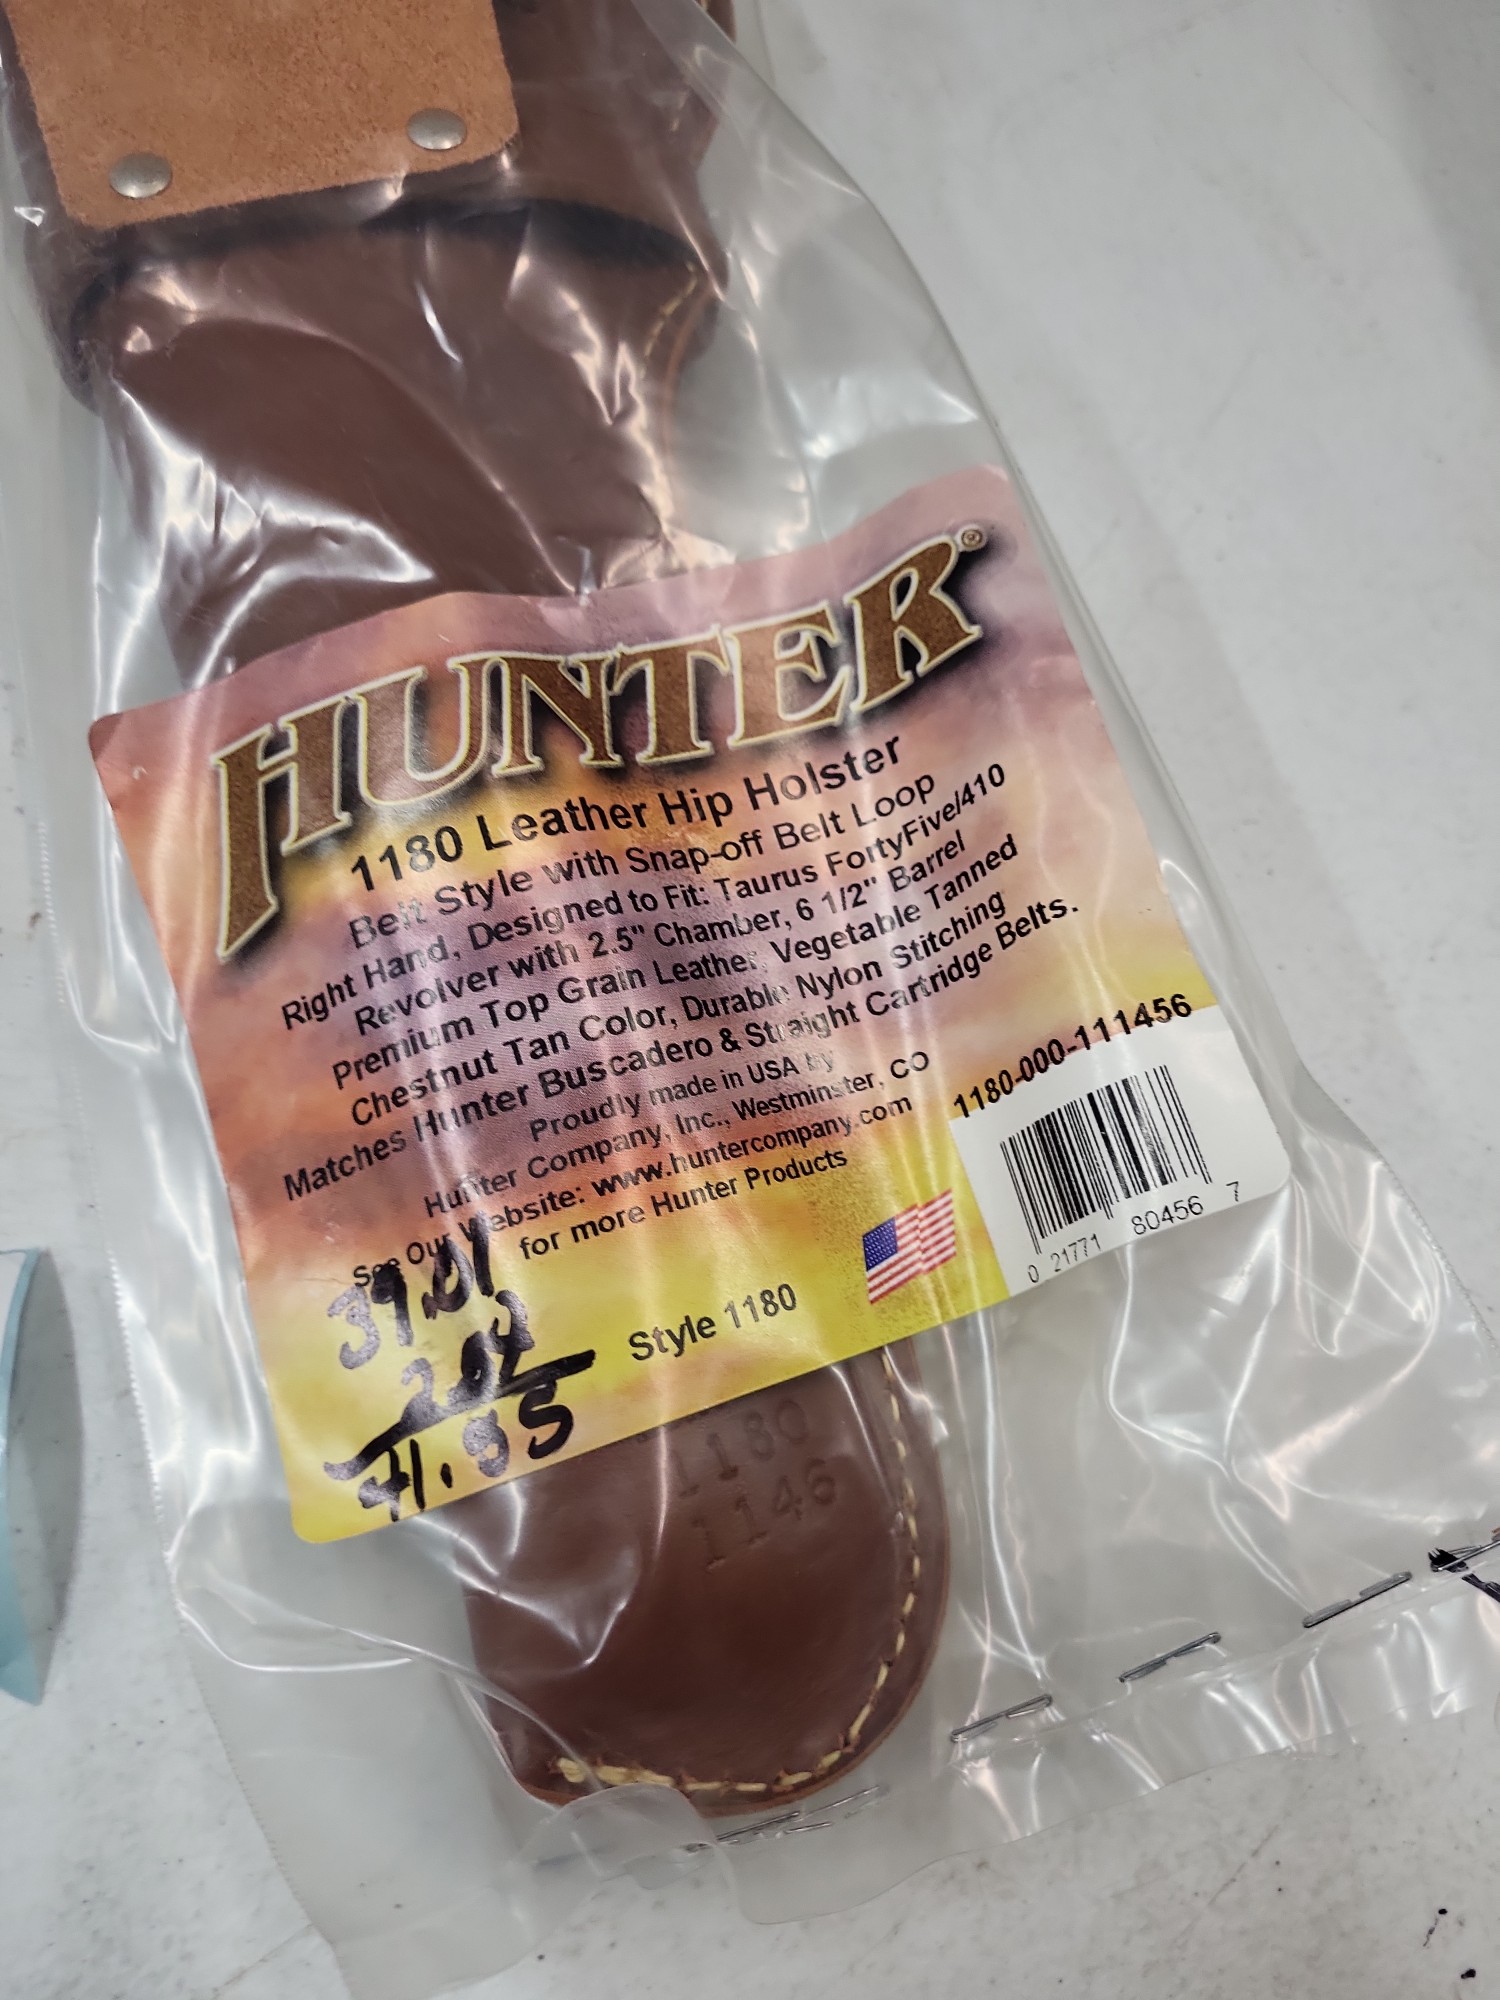 HUNTER®
1180 Leather Hip Holster
Belt Style with Snap-off Belt Loop
Right Hand, Designed to Fit: Taurus FortyFive/410
Revolver with 2.5" Chamber, 6 1/2" Barrel
Premium Top Grain Leather, Vegetable Tanned
Chestnut Tan Color, Durable Nylon Stitching
Matches Hunter Buscadero & Straight Cartridge Belts.
Proudly made in USA by
Hunter Company, Inc., Westminster, CO
See Our Website: www.huntercompany.com
for more Hunter Products
1180-000-111456
0 21771 80456 7
Style 1180
39.01
41.85
1180
1146